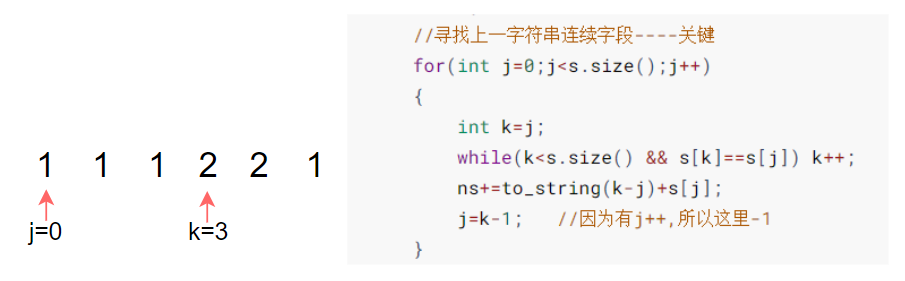 1 1 1 2 2 1
j=0 k=3
//寻找上一字符串连续字段----关键
for(int j=0;j<s.size();j++)
{
    int k=j;
    while(k<s.size() && s[k]==s[j]) k++;
    ns+=to_string(k-j)+s[j];
    j=k-1;   //因为有j++,所以这里-1
}